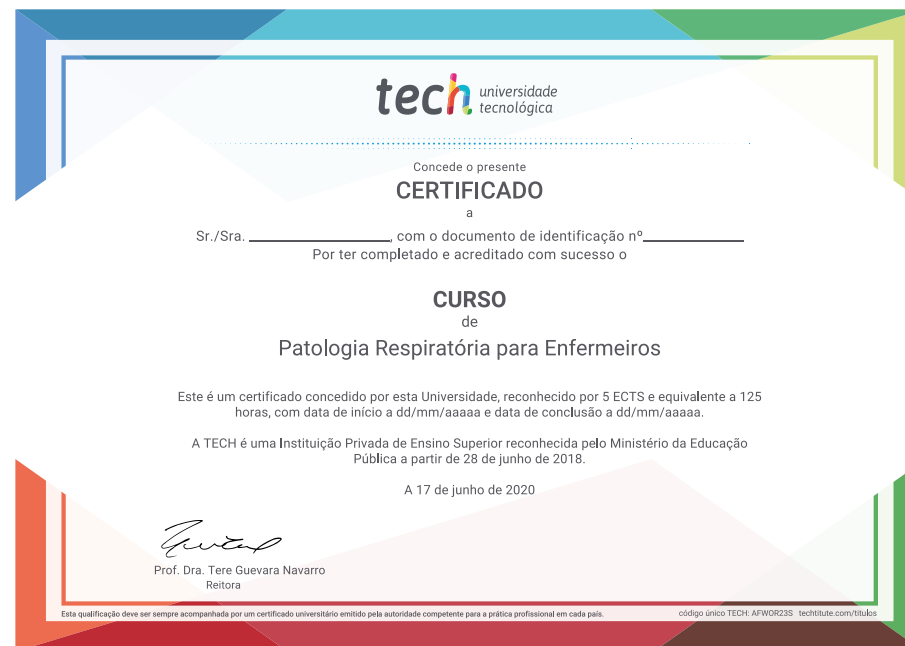 tech universidade
tecnológica
Concede o presente
CERTIFICADO
a
Sr./Sra. ____________, com o documento de identificação nº____________
Por ter completado e acreditado com sucesso o
CURSO
de
Patologia Respiratória para Enfermeiros
Este é um certificado concedido por esta Universidade, reconhecido por 5 ECTS e equivalente a 125
horas, com data de início a dd/mm/aaaaa e data de conclusão a dd/mm/aaaaa.
A TECH é uma Instituição Privada de Ensino Superior reconhecida pelo Ministério da Educação
Pública a partir de 28 de junho de 2018.
A 17 de junho de 2020
Prof. Dra. Tere Guevara Navarro
Reitora
Esta qualificação deve ser sempre acompanhada por um certificado universitário emitido pela autoridade competente para a prática profissional em cada país.
código único TECH: AFWOR23S techtitute.com/titulos